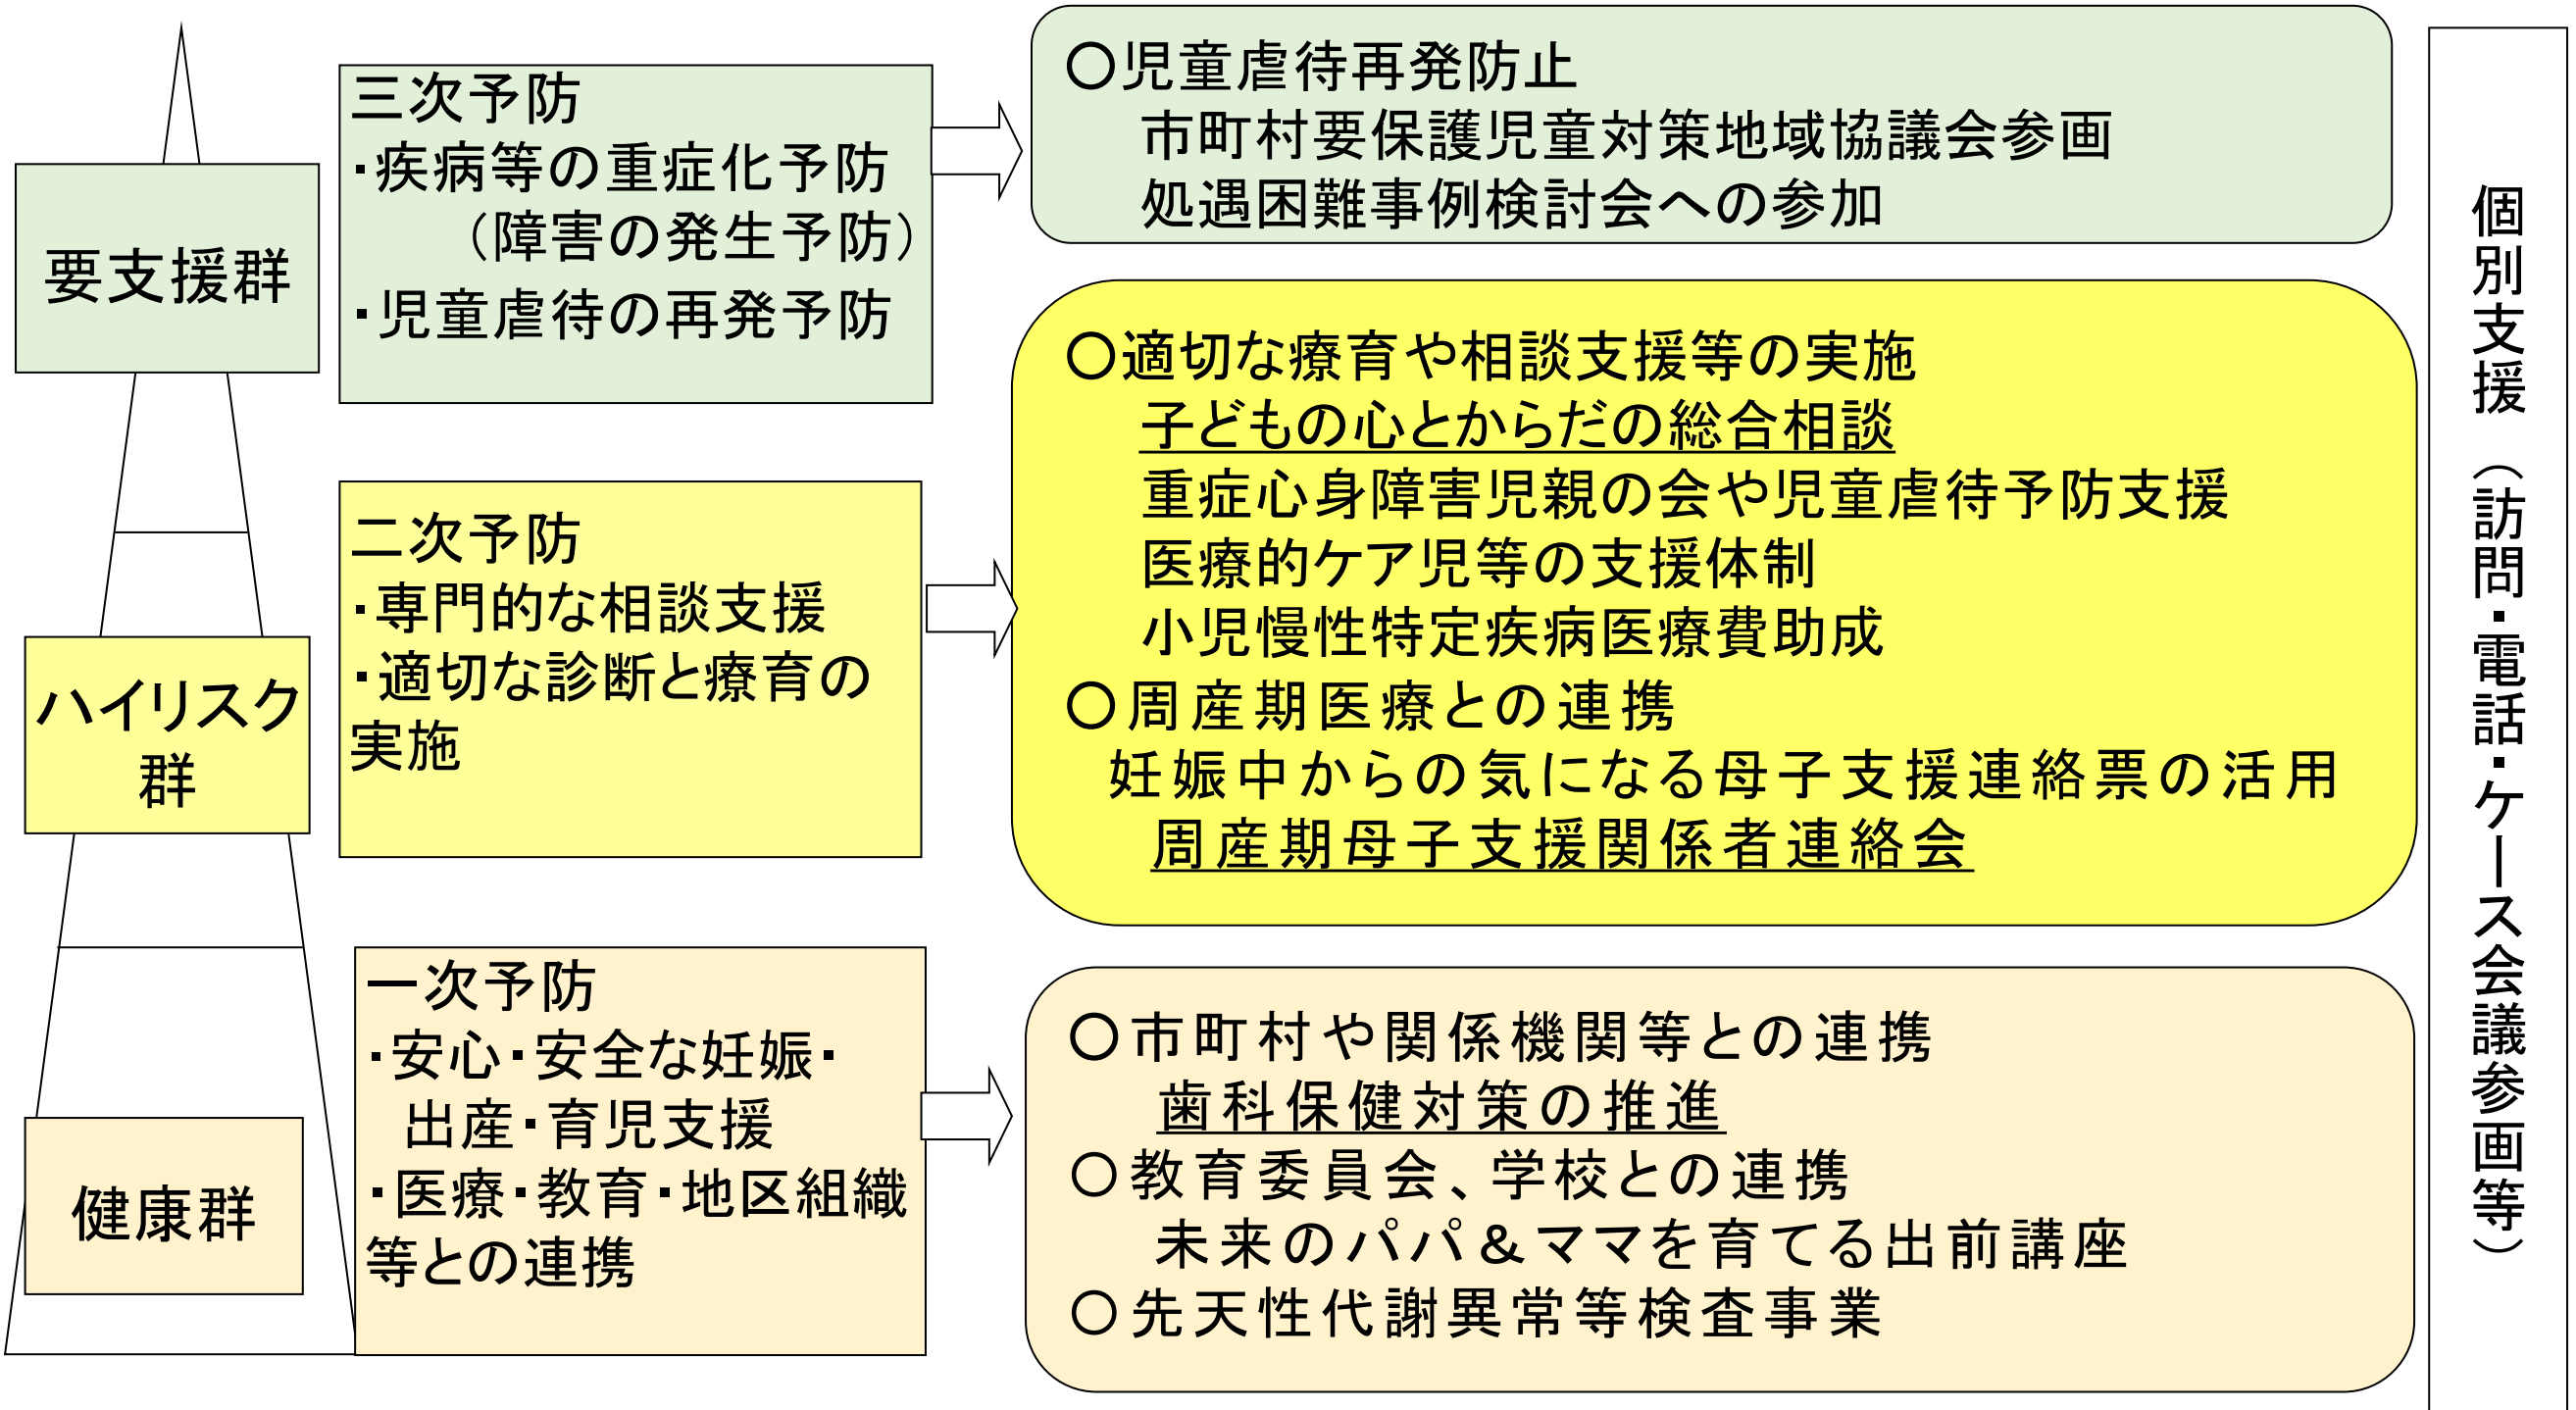 要支援群
三次予防
・疾病等の重症化予防
（障害の発生予防）
・児童虐待の再発予防
〇児童虐待再発防止
市町村要保護児童対策地域協議会参画
処遇困難事例検討会への参加
ハイリスク
群
二次予防
・専門的な相談支援
・適切な診断と療育の
実施
〇適切な療育や相談支援等の実施
子どもの心とからだの総合相談
重症心身障害児親の会や児童虐待予防支援
医療的ケア児等の支援体制
小児慢性特定疾病医療費助成
〇周産期医療との連携
妊娠中からの気になる母子支援連絡票の活用
周産期母子支援関係者連絡会
健康群
一次予防
・安心・安全な妊娠・
出産・育児支援
・医療・教育・地区組織
等との連携
〇市町村や関係機関等との連携
歯科保健対策の推進
〇教育委員会、学校との連携
未来のパパ＆ママを育てる出前講座
〇先天性代謝異常等検査事業
個別支援（訪問・電話・ケース会議参画等）